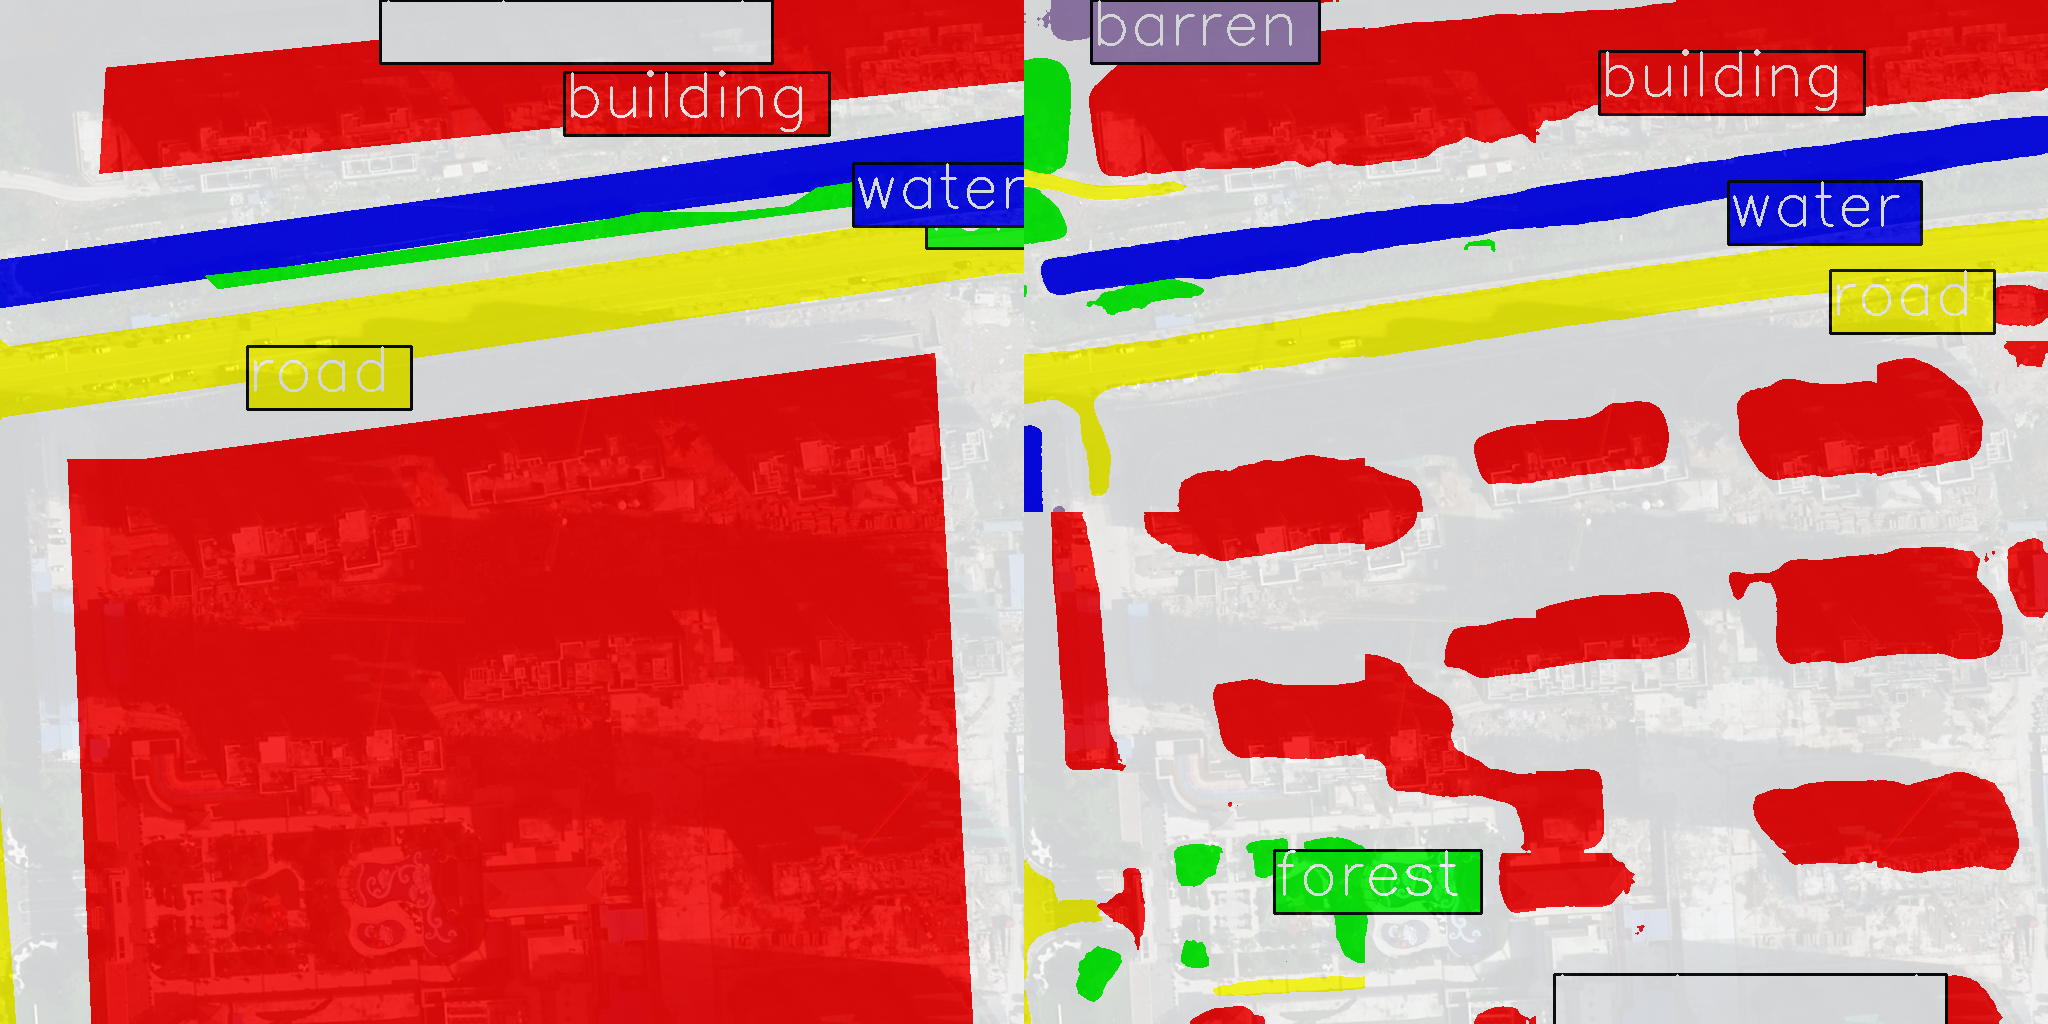 building
water
road
barren
building
water
road
forest